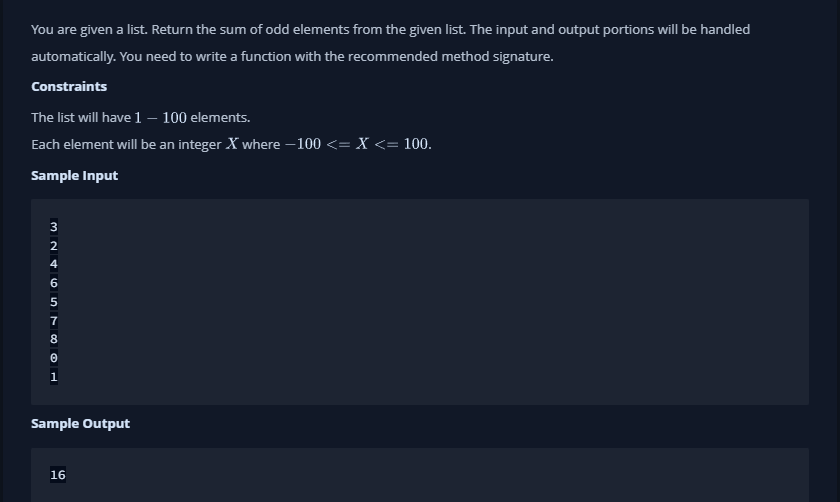 You are given a list. Return the sum of odd elements from the given list. The input and output portions will be handled
automatically. You need to write a function with the recommended method signature.
Constraints
The list will have 1 − 100 elements.
Each element will be an integer X where −100 <= X <= 100.
Sample Input
3
2
4
6
5
7
8
0
1
Sample Output
16